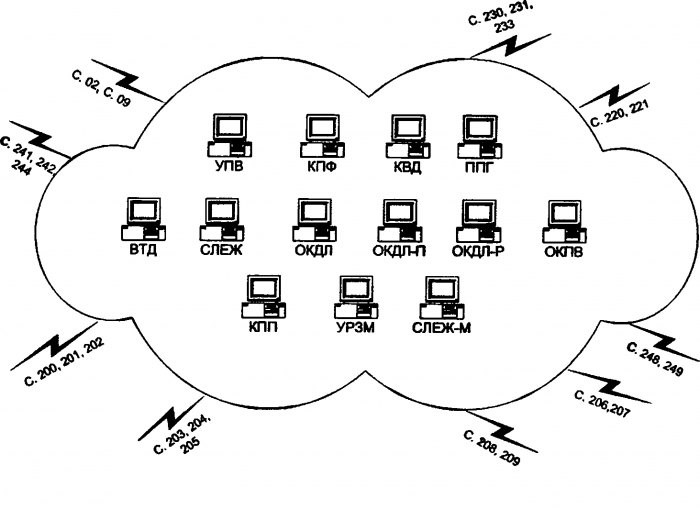 С. 230, 231,
233
С. 02, С. 09
С. 220, 221
С. 241, 242,
244
УПВ КПФ КВД ППГ
ВТД СЛЕЖ ОКДЛ ОКДЛ-П ОКДЛ-Р ОКПВ
КПП УРЗМ СЛЕЖ-М
С. 200, 201, 202
С. 248, 249
С. 203, 204,
205
С. 206,207
С. 208, 209